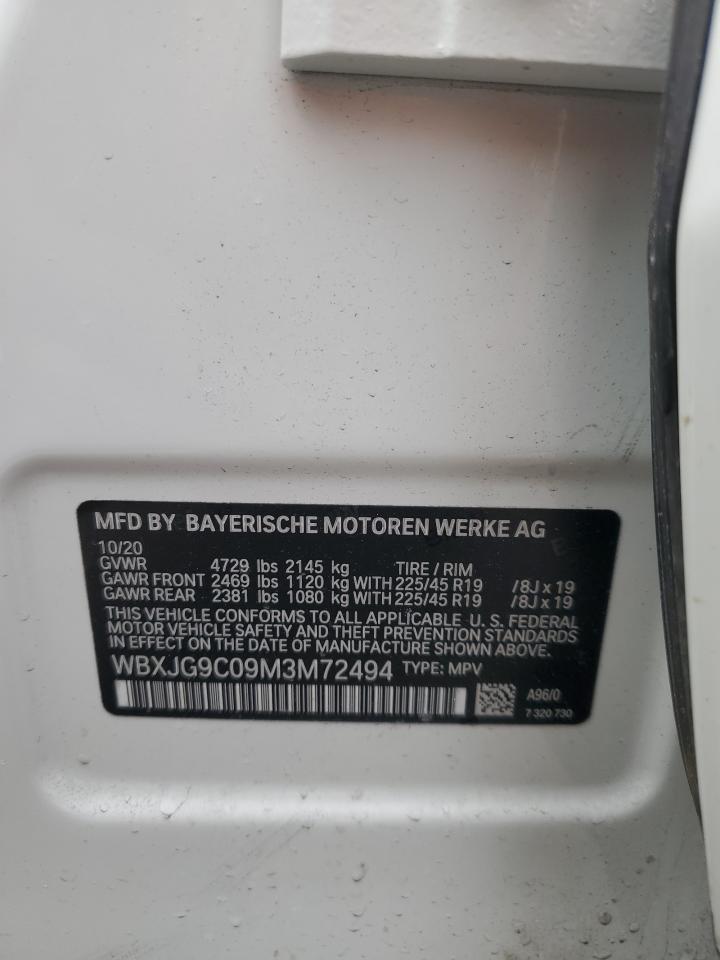 MFD BY BAYERISCHE MOTOREN WERKE AG
10/20
GVWR 4729 lbs 2145 kg TIRE / RIM
GAWR FRONT 2469 lbs 1120 kg WITH 225/45 R19 /8J x 19
GAWR REAR 2381 lbs 1080 kg WITH 225/45 R19 /8J x 19
THIS VEHICLE CONFORMS TO ALL APPLICABLE U. S. FEDERAL
MOTOR VEHICLE SAFETY AND THEFT PREVENTION STANDARDS
IN EFFECT ON THE DATE OF MANUFACTURE SHOWN ABOVE.
WBXJG9C09M3M72494 TYPE: MPV
A96/0
7 320 730